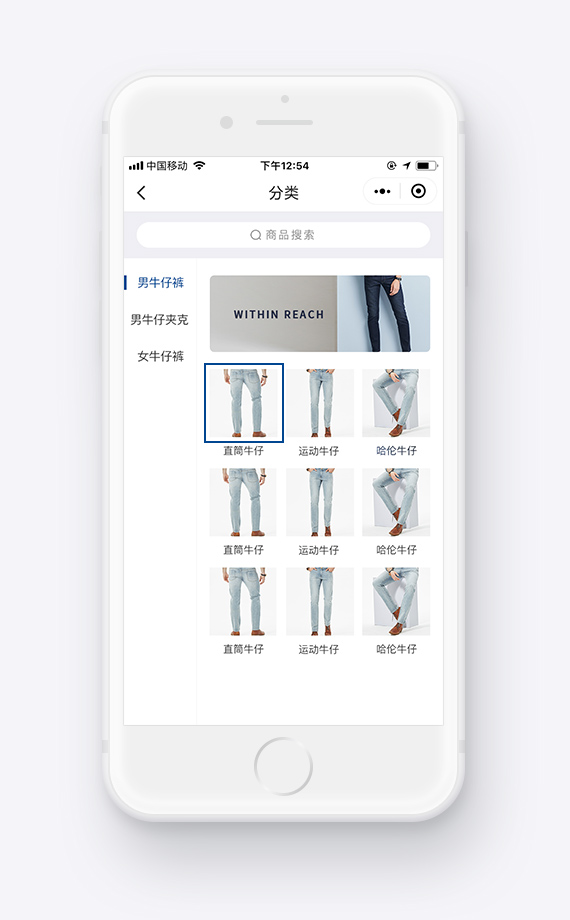 中国移动
下午12:54
分类
商品搜索
男牛仔裤
男牛仔夹克
女牛仔裤
WITHIN REACH
直筒牛仔
运动牛仔
哈伦牛仔
直筒牛仔
运动牛仔
哈伦牛仔
直筒牛仔
运动牛仔
哈伦牛仔